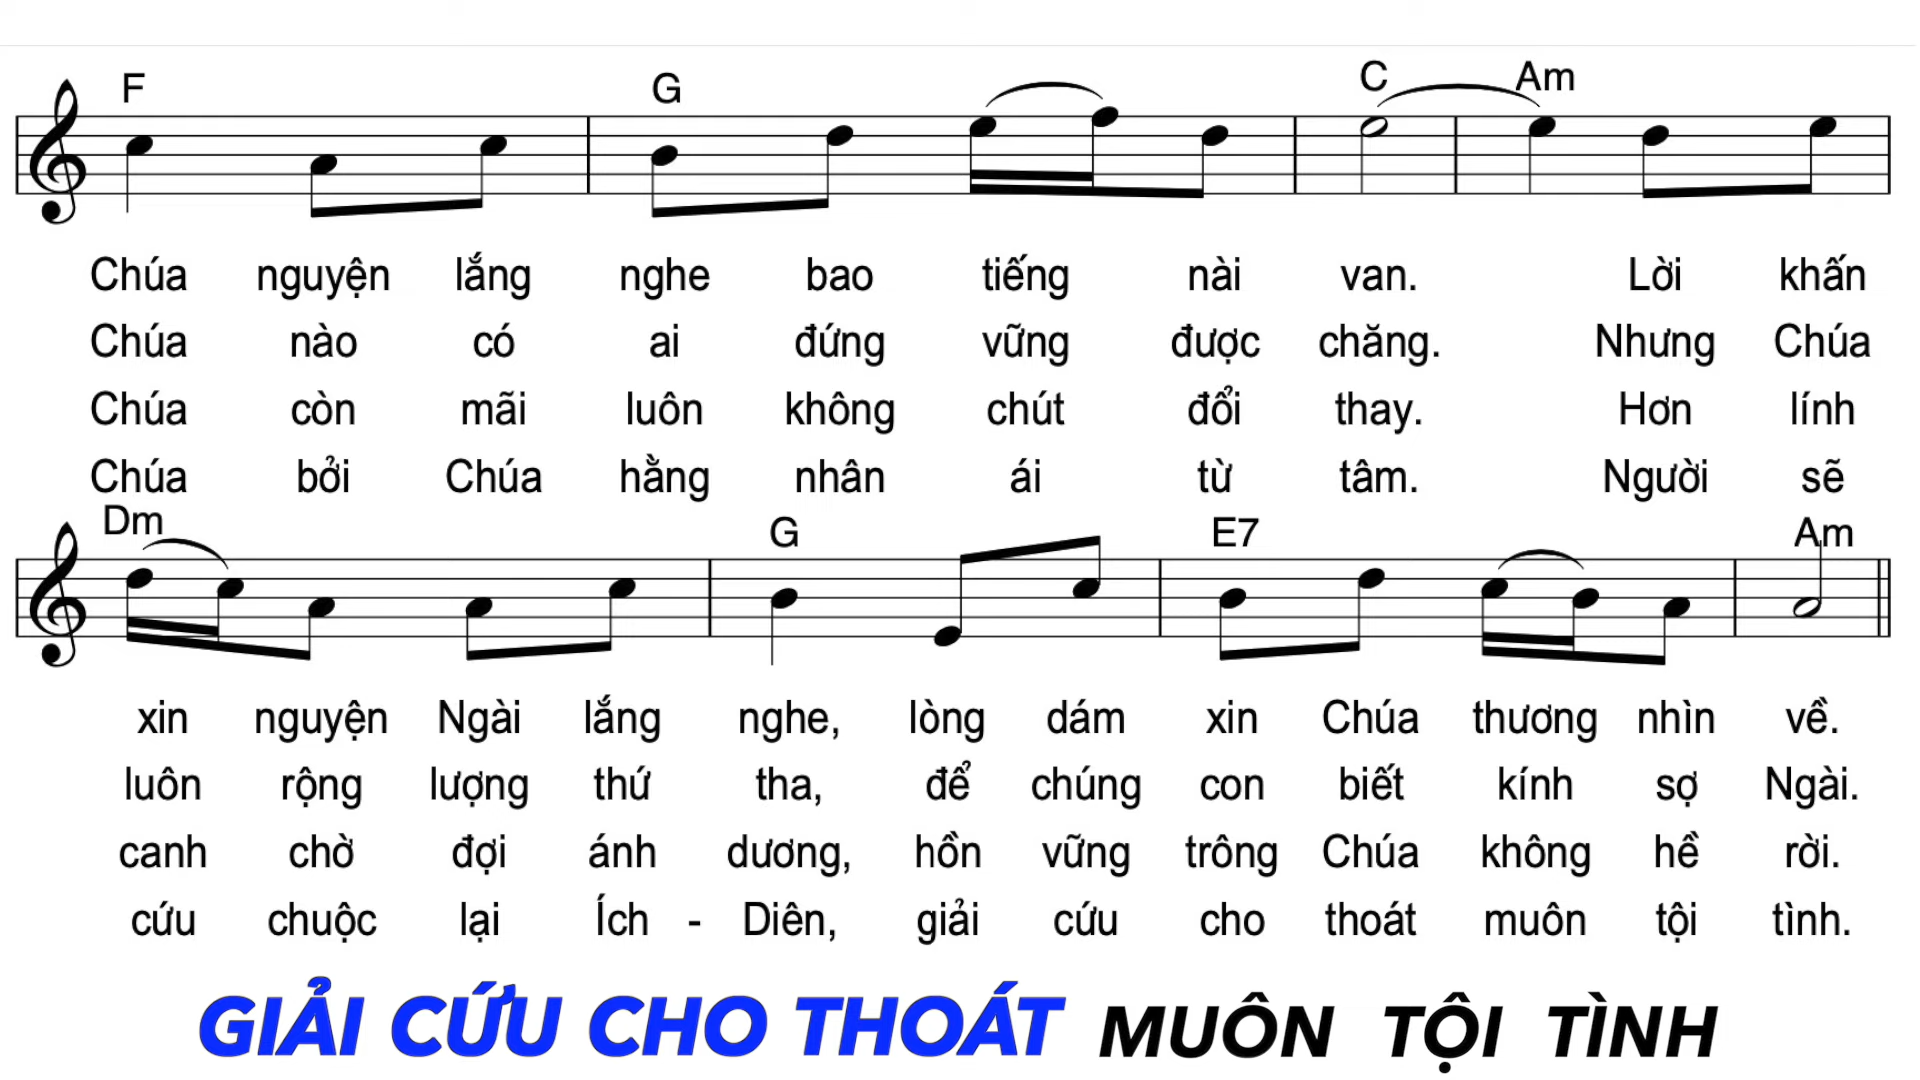 F G C Am
Chúa nguyện lắng nghe bao tiếng nài van. Lời khấn
Chúa nào có ai đứng vững được chăng. Nhưng Chúa
Chúa còn mãi luôn không chút đổi thay. Hơn lính
Chúa bởi Chúa hằng nhân ái từ tâm. Người sẽ
Dm G E7 Am
xin nguyện Ngài lắng nghe, lòng dám xin Chúa thương nhìn về.
luôn rộng lượng thứ tha, để chúng con biết kính sợ Ngài.
canh chờ đợi ánh dương, hồn vững trông Chúa không hề rời.
cứu chuộc lại Ích - Diên, giải cứu cho thoát muôn tội tình.
GIẢI CỨU CHO THOÁT MUÔN TỘI TÌNH